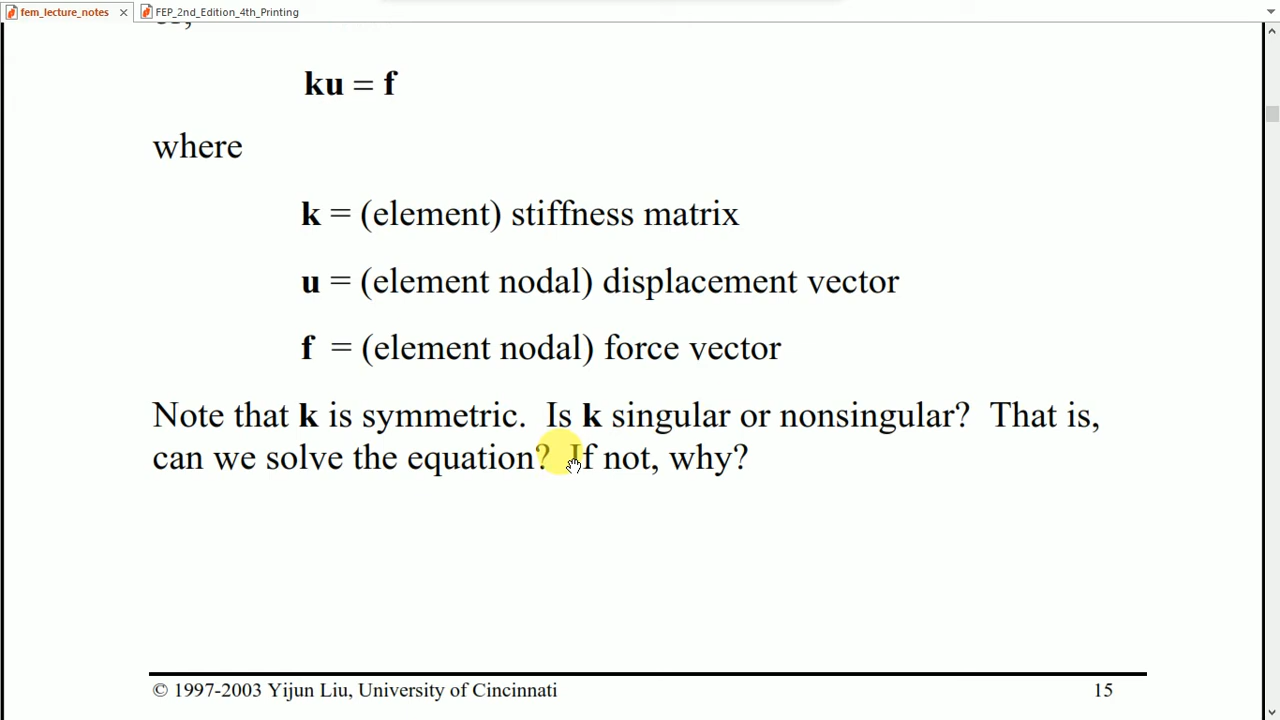 fem_lecture_notes
FEP_2nd_Edition_4th_Printing
ku = f
where
k = (element) stiffness matrix
u = (element nodal) displacement vector
f = (element nodal) force vector
Note that k is symmetric. Is k singular or nonsingular? That is,
can we solve the equation? If not, why?
© 1997-2003 Yijun Liu, University of Cincinnati
15